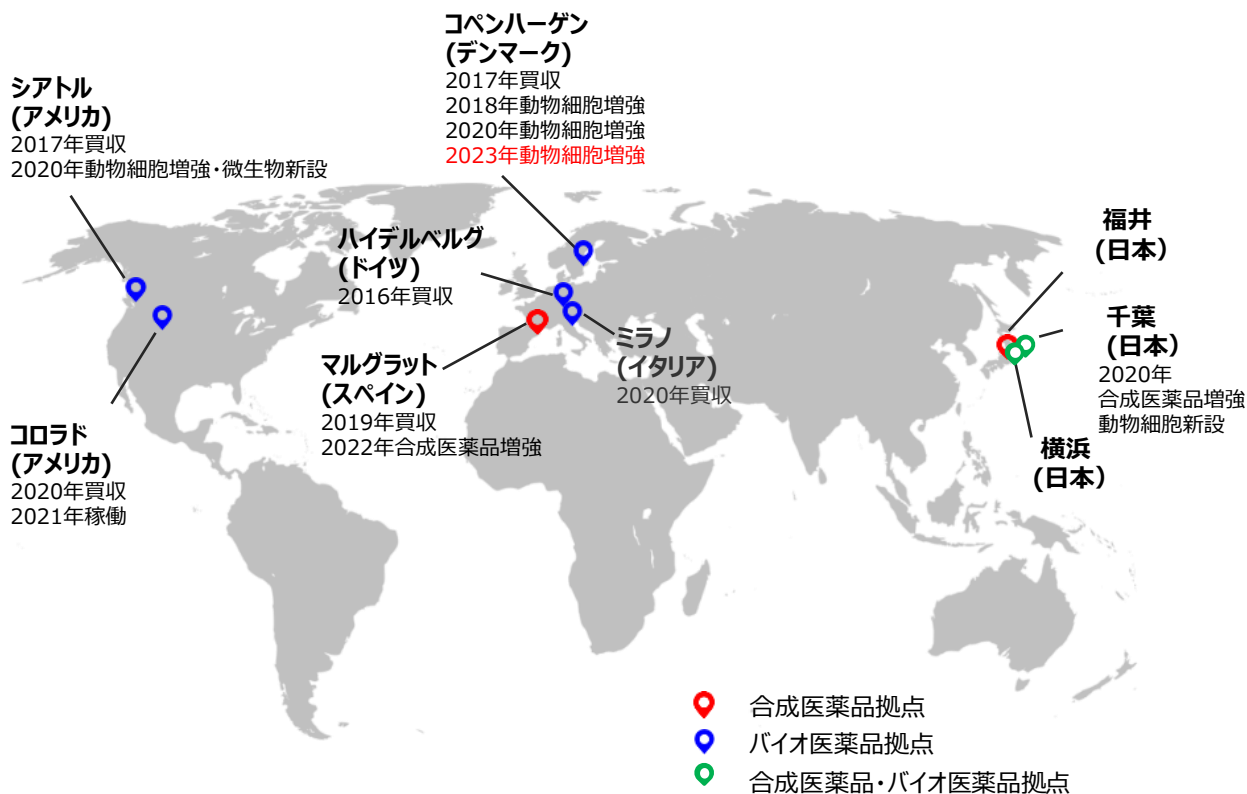 コペンハーゲン
(デンマーク)
2017年買収
2018年動物細胞増強
2020年動物細胞増強
2023年動物細胞増強
シアトル
(アメリカ)
2017年買収
2020年動物細胞増強・微生物新設
ハイデルベルグ
(ドイツ)
2016年買収
福井
(日本)
千葉
(日本)
2020年
合成医薬品増強
動物細胞新設
ミラノ
(イタリア)
2020年買収
マルグラット
(スペイン)
2019年買収
2022年合成医薬品増強
コロラド
(アメリカ)
2020年買収
2021年稼働
横浜
(日本)
合成医薬品拠点
バイオ医薬品拠点
合成医薬品・バイオ医薬品拠点